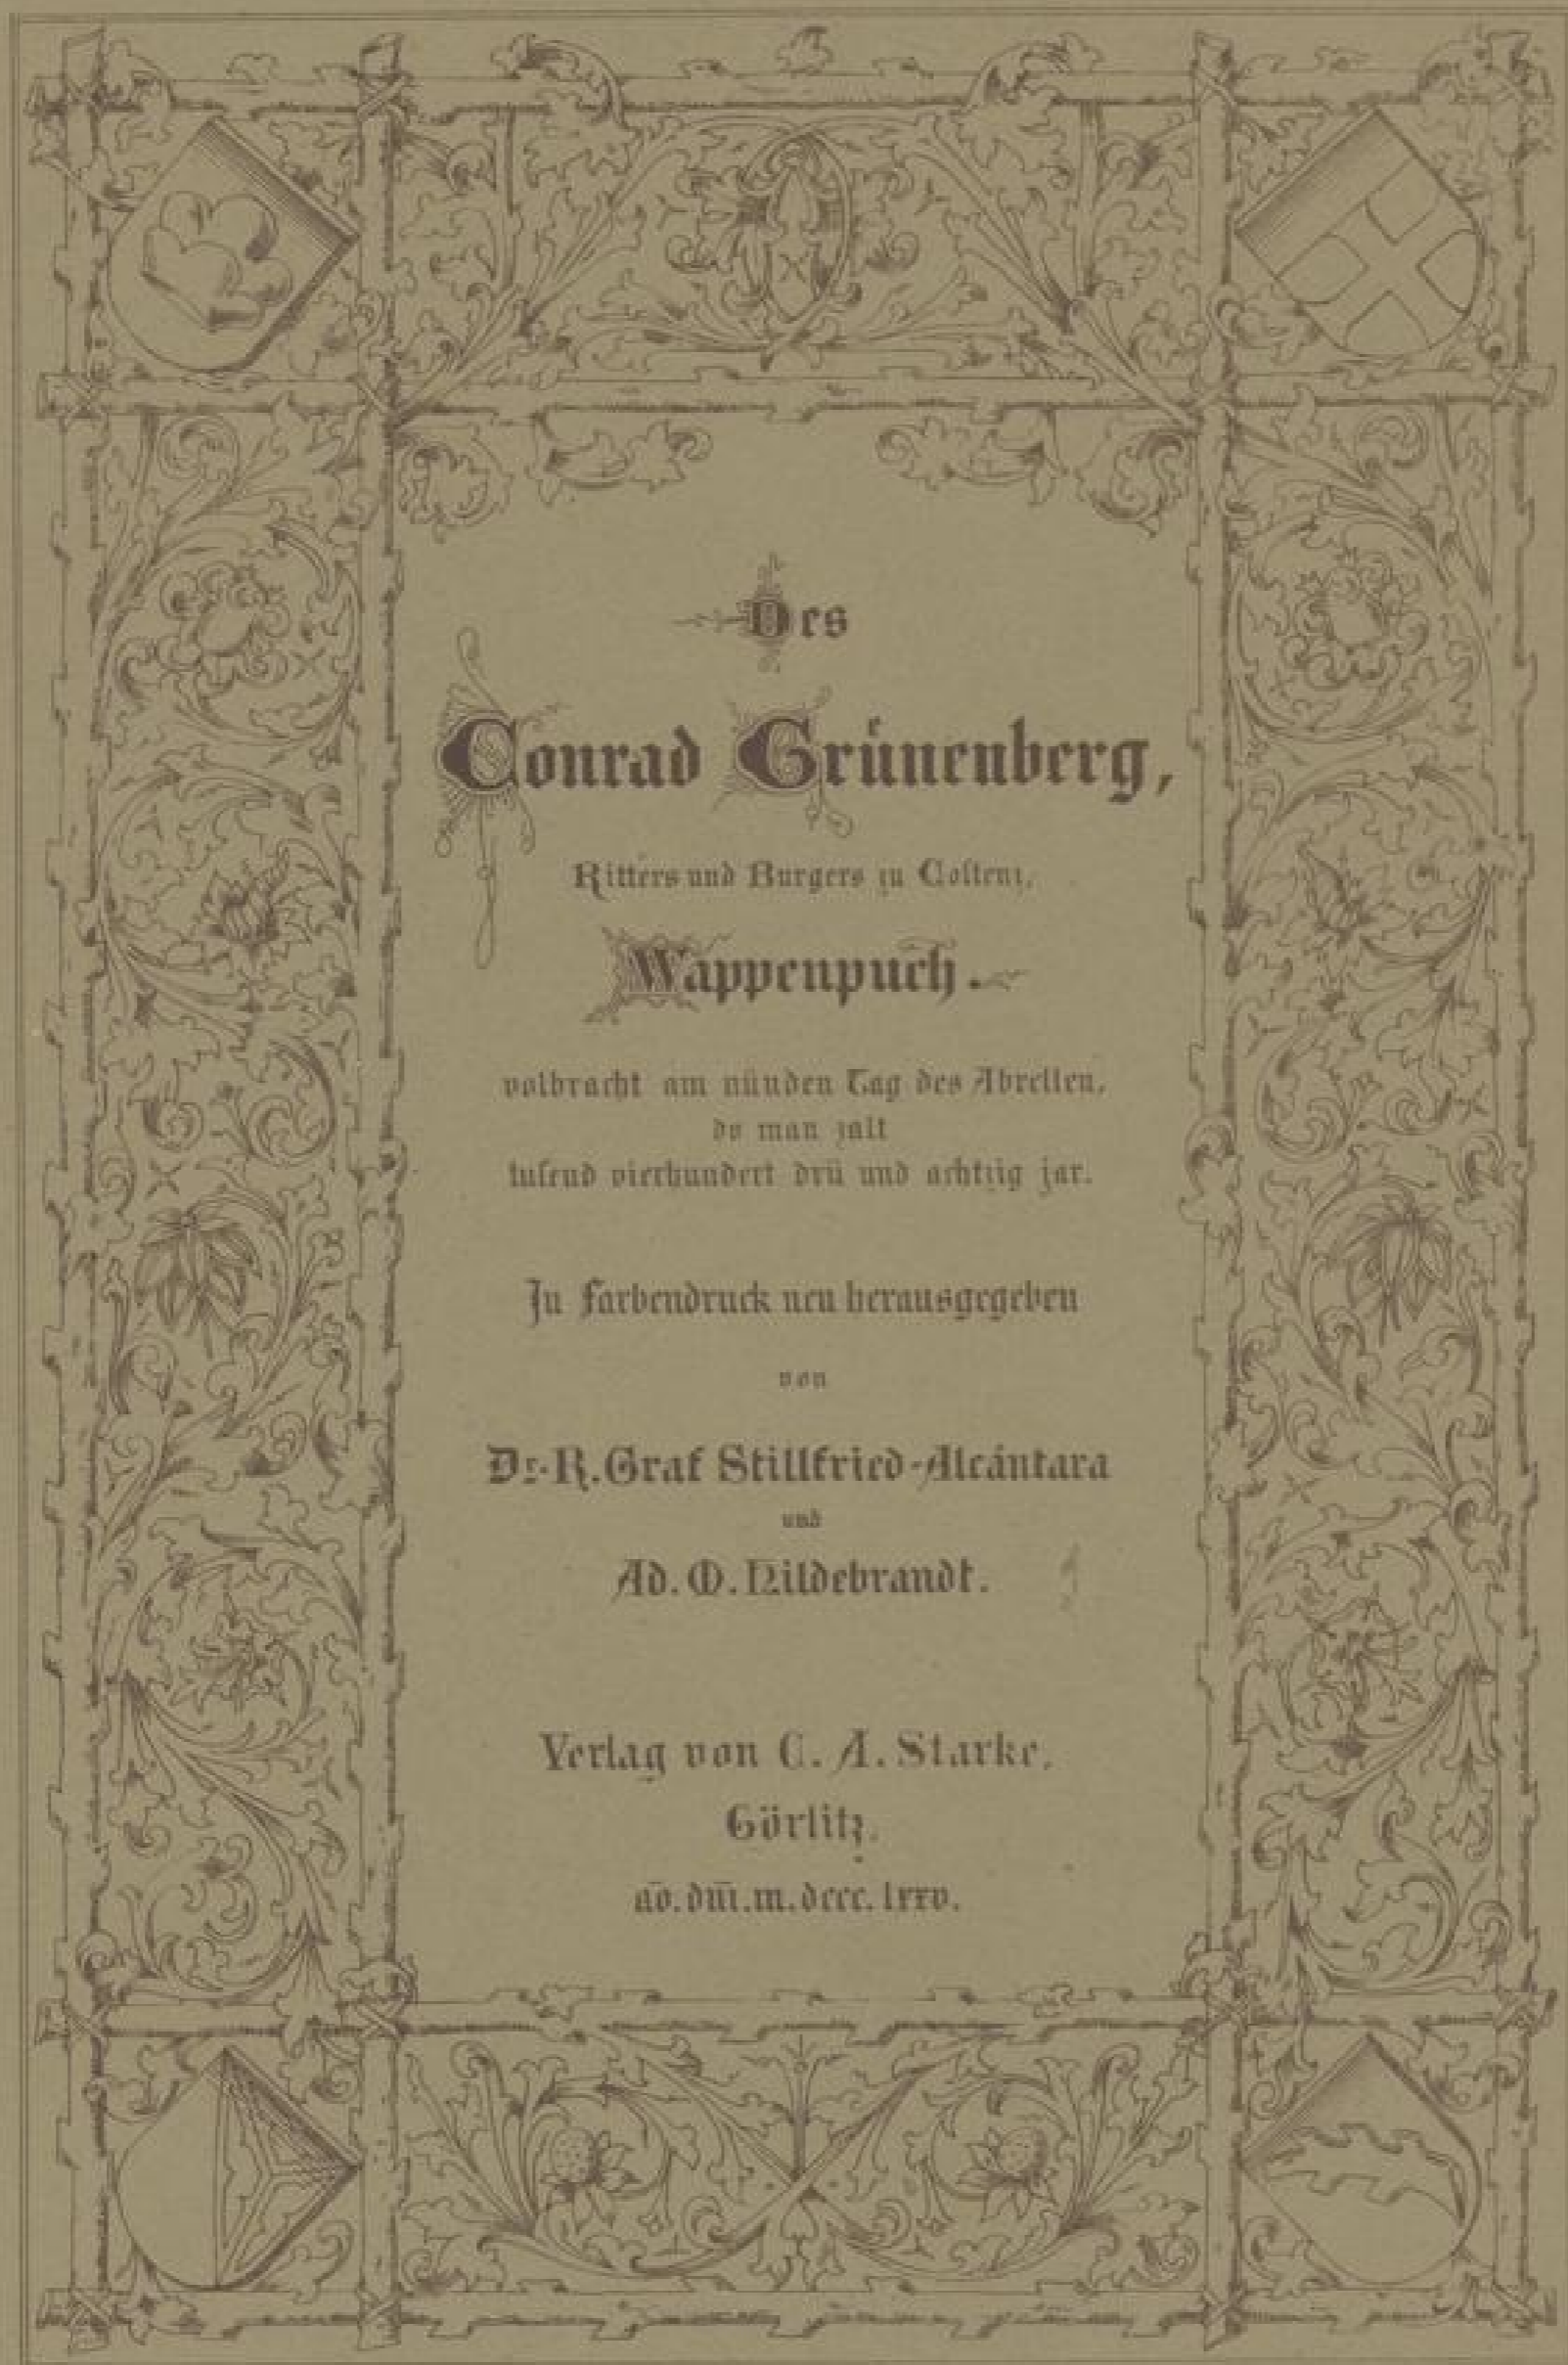 Des
Conrad Grünenberg,
Ritters und Burgers zu Coſtenz,
Wappenpuch.
volbracht am nünden Tag des Abrellen,
do man zalt
tuſend vierhundert drü und achtzig jar.
In Farbendruck neu herausgegeben
von
Dr. R. Graf Stillfried-Alcántara
und
Ad. M. Hildebrandt.
Verlag von C. A. Starke,
Görlitz.
aō. dm̄. m. dccc. lxxv.